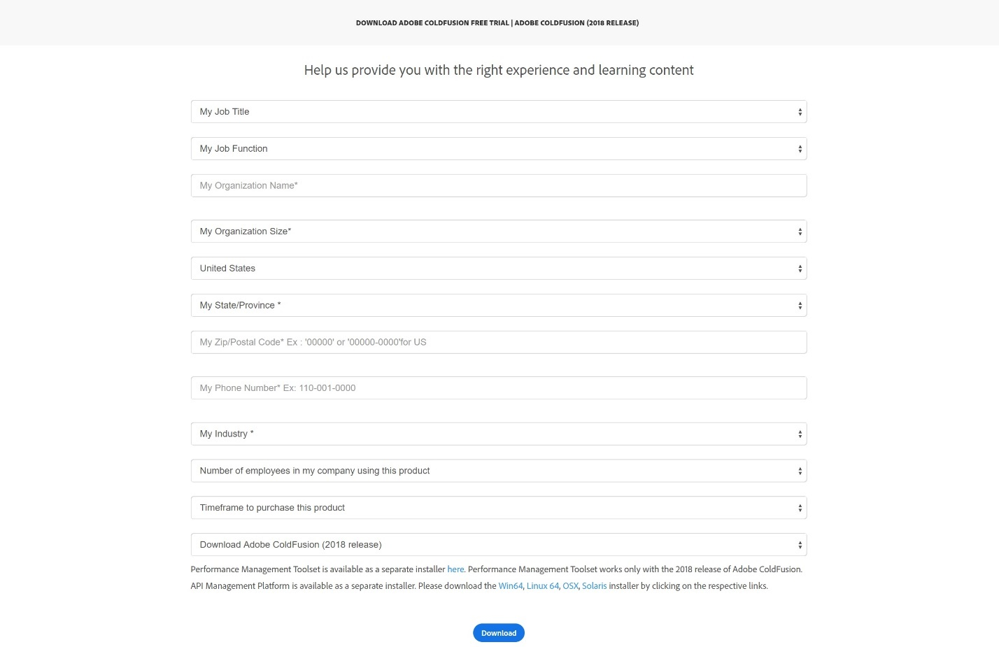 DOWNLOAD ADOBE COLDFUSION FREE TRIAL | ADOBE COLDFUSION (2018 RELEASE)
Help us provide you with the right experience and learning content
My Job Title
My Job Function
My Organization Name*
My Organization Size*
United States
My State/Province *
My Zip/Postal Code* Ex : '00000' or '00000-0000'for US
My Phone Number* Ex: 110-001-0000
My Industry *
Number of employees in my company using this product
Timeframe to purchase this product
Download Adobe ColdFusion (2018 release)
Performance Management Toolset is available as a separate installer here. Performance Management Toolset works only with the 2018 release of Adobe ColdFusion.
API Management Platform is available as a separate installer. Please download the Win64, Linux 64, OSX, Solaris installer by clicking on the respective links.
Download